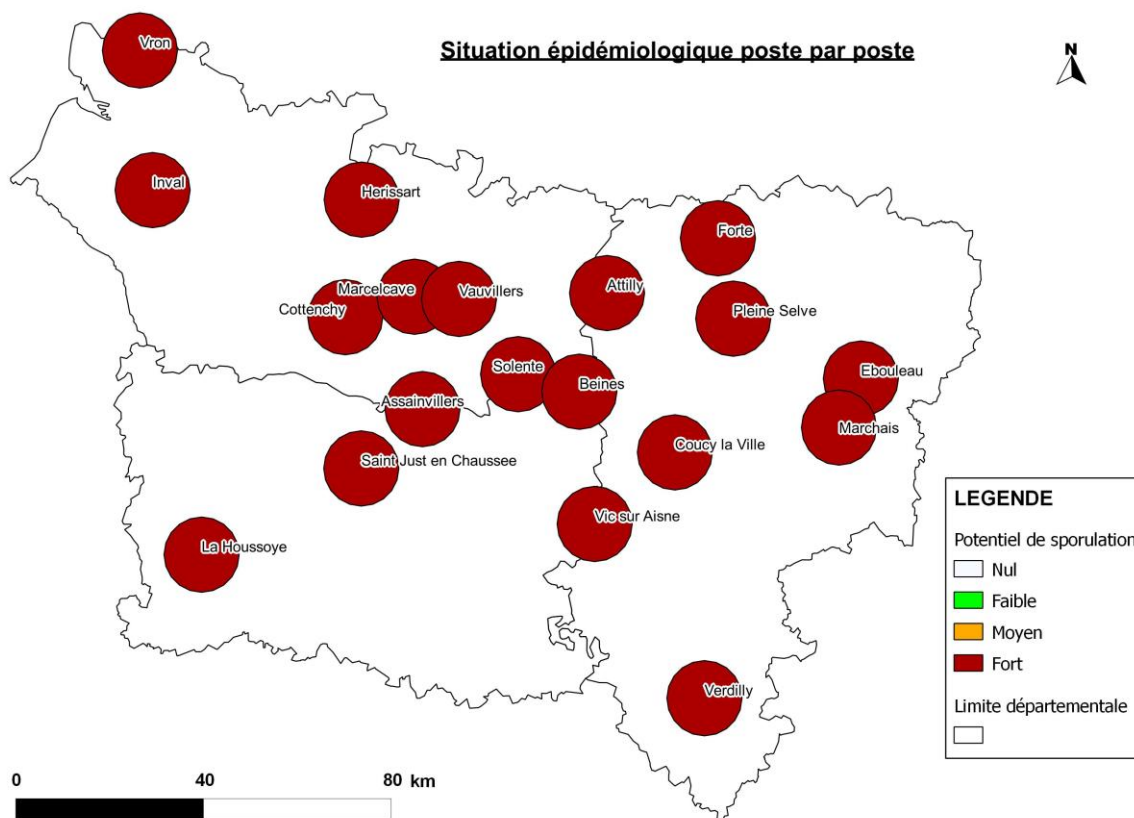 Situation épidémiologique poste par poste
N
Vron
Inval
Herissart
Forte
Marcelcave
Vauvillers
Attilly
Cottenchy
Pleine Selve
Solente
Beines
Ebouleau
Assainvillers
Marchais
Coucy la Ville
Saint Just en Chaussee
Vic sur Aisne
La Houssoye
Verdilly
LEGENDE
Potentiel de sporulation
Nul
Faible
Moyen
Fort
Limite départementale
0 40 80 km